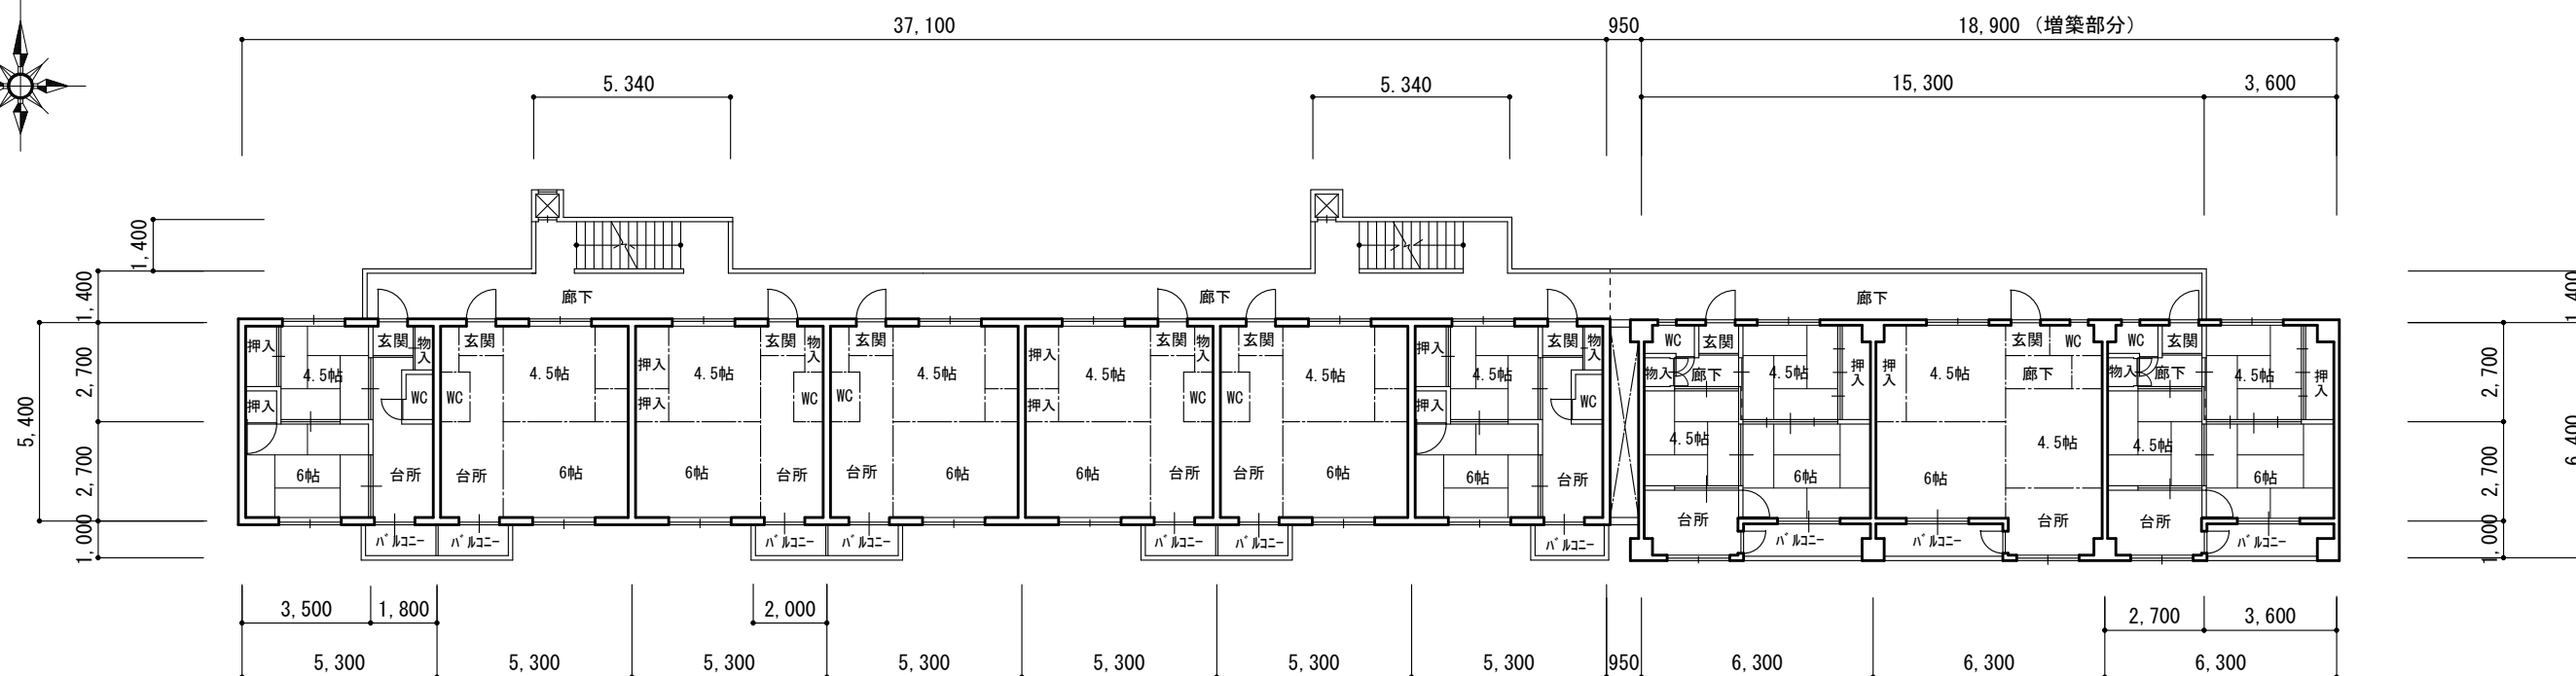 37,100
950
18,900 (増築部分)
5.340
5.340
15,300
3,600
1,400
1,400
2,700
5,400
2,700
1,000
廊下
廊下
廊下
押入
玄関
物入
4.5帖
押入
WC
6帖
台所
バルコニー
玄関
WC
4.5帖
台所
6帖
バルコニー
押入
4.5帖
玄関
物入
押入
WC
6帖
台所
バルコニー
玄関
WC
4.5帖
台所
6帖
バルコニー
押入
4.5帖
玄関
物入
押入
WC
6帖
台所
バルコニー
玄関
WC
4.5帖
台所
6帖
バルコニー
押入
4.5帖
玄関
物入
押入
WC
6帖
台所
バルコニー
WC
玄関
物入
廊下
4.5帖
押入
4.5帖
6帖
台所
バルコニー
押入
4.5帖
玄関
WC
廊下
6帖
4.5帖
バルコニー
台所
WC
玄関
物入
廊下
4.5帖
押入
4.5帖
6帖
台所
バルコニー
1,400
2,700
6,400
2,700
1,000
3,500
1,800
2,000
2,700
3,600
5,300
5,300
5,300
5,300
5,300
5,300
5,300
950
6,300
6,300
6,300